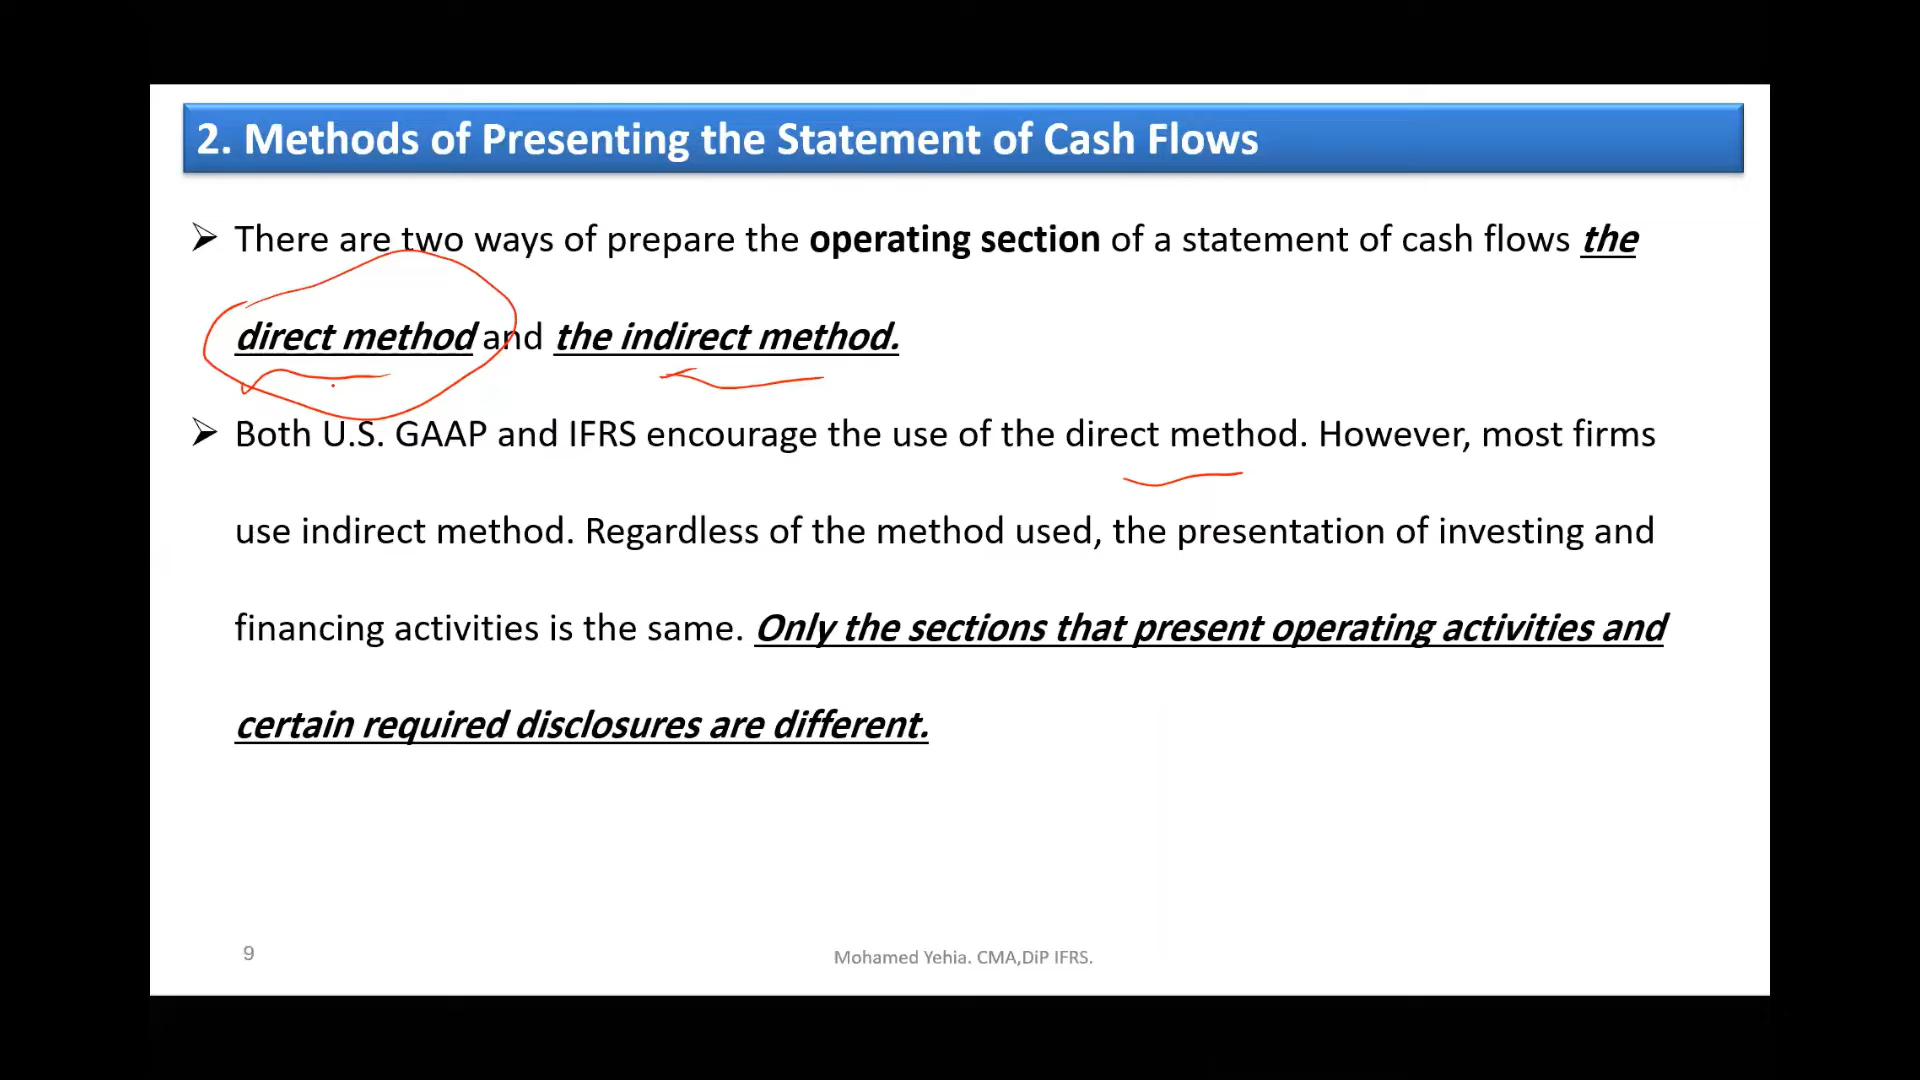 2. Methods of Presenting the Statement of Cash Flows
➢ There are two ways of prepare the operating section of a statement of cash flows the
direct method and the indirect method.
➢ Both U.S. GAAP and IFRS encourage the use of the direct method. However, most firms
use indirect method. Regardless of the method used, the presentation of investing and
financing activities is the same. Only the sections that present operating activities and
certain required disclosures are different.
9
Mohamed Yehia. CMA,DiP IFRS.